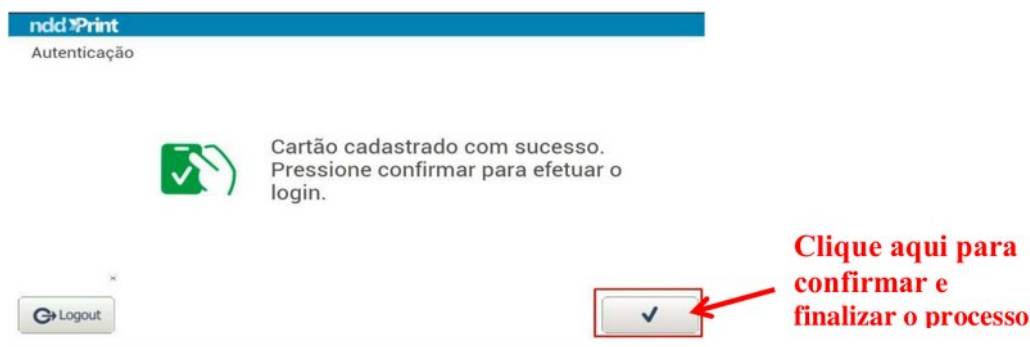 ndd Print
Autenticação
Cartão cadastrado com sucesso.
Pressione confirmar para efetuar o
login.
Clique aqui para
confirmar e
finalizar o processo
Logout